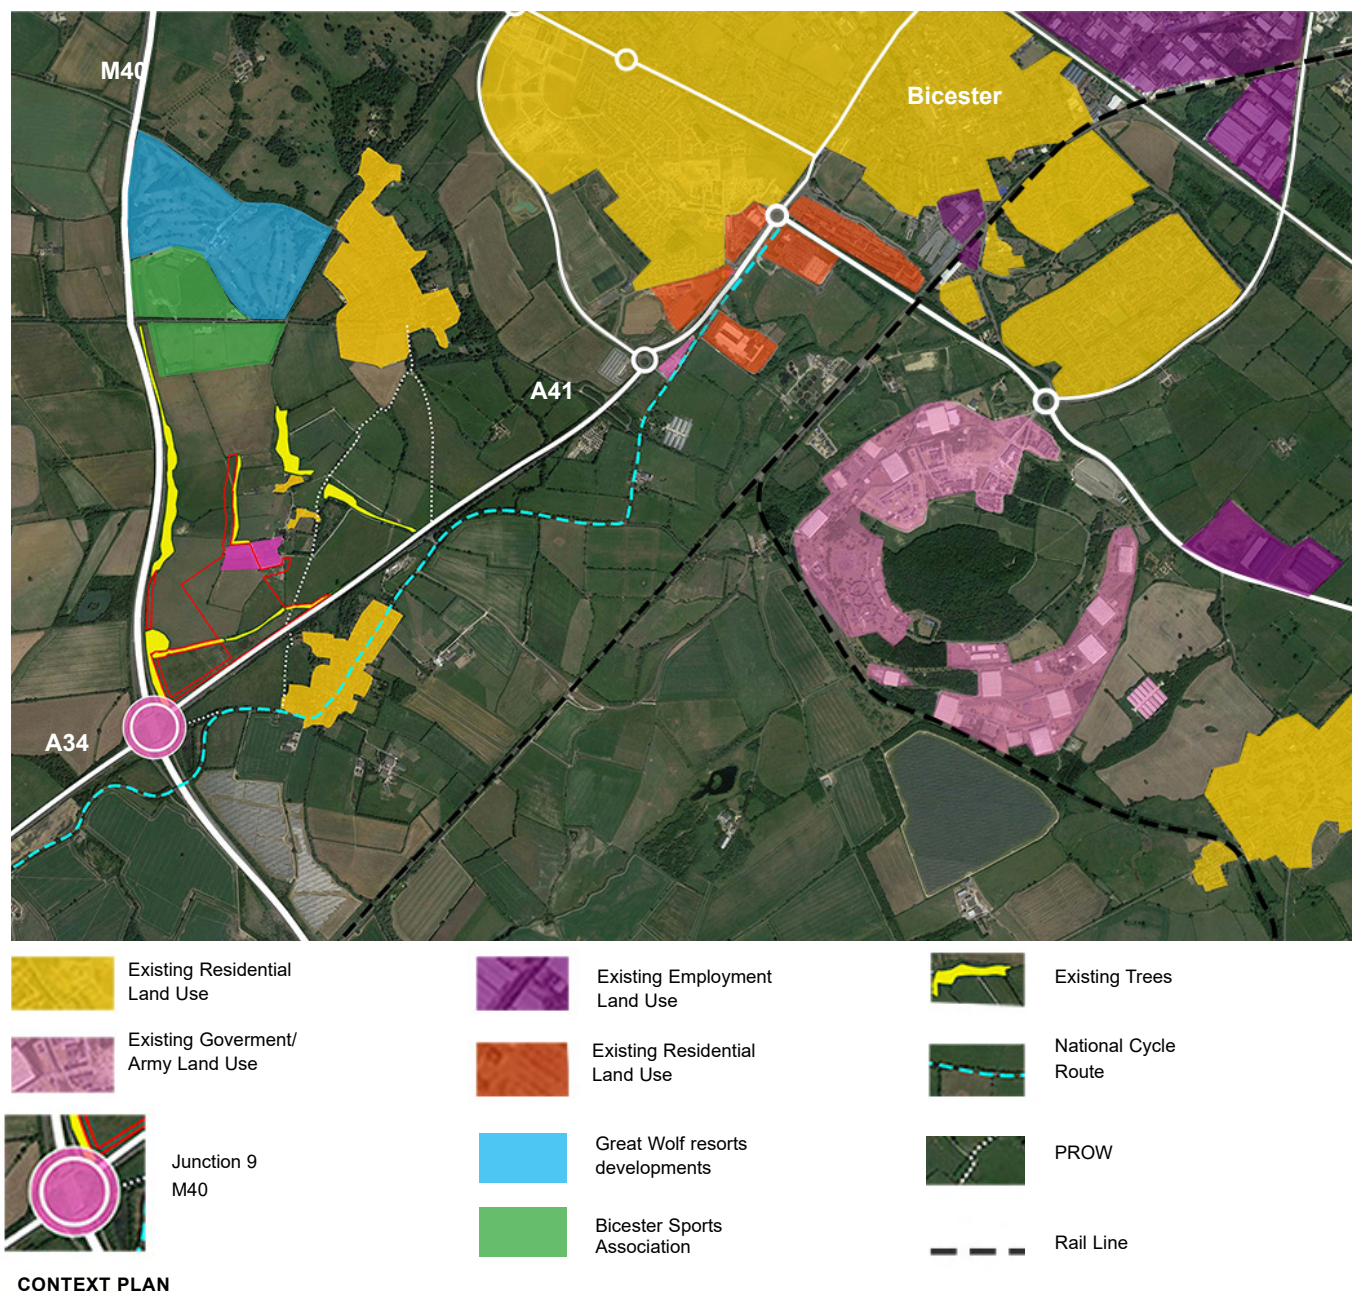 M40
Bicester
A41
A34
Existing Residential
Land Use
Existing Goverment/
Army Land Use
Junction 9
M40
Existing Employment
Land Use
Existing Residential
Land Use
Great Wolf resorts
developments
Bicester Sports
Association
Existing Trees
National Cycle
Route
PROW
Rail Line
CONTEXT PLAN